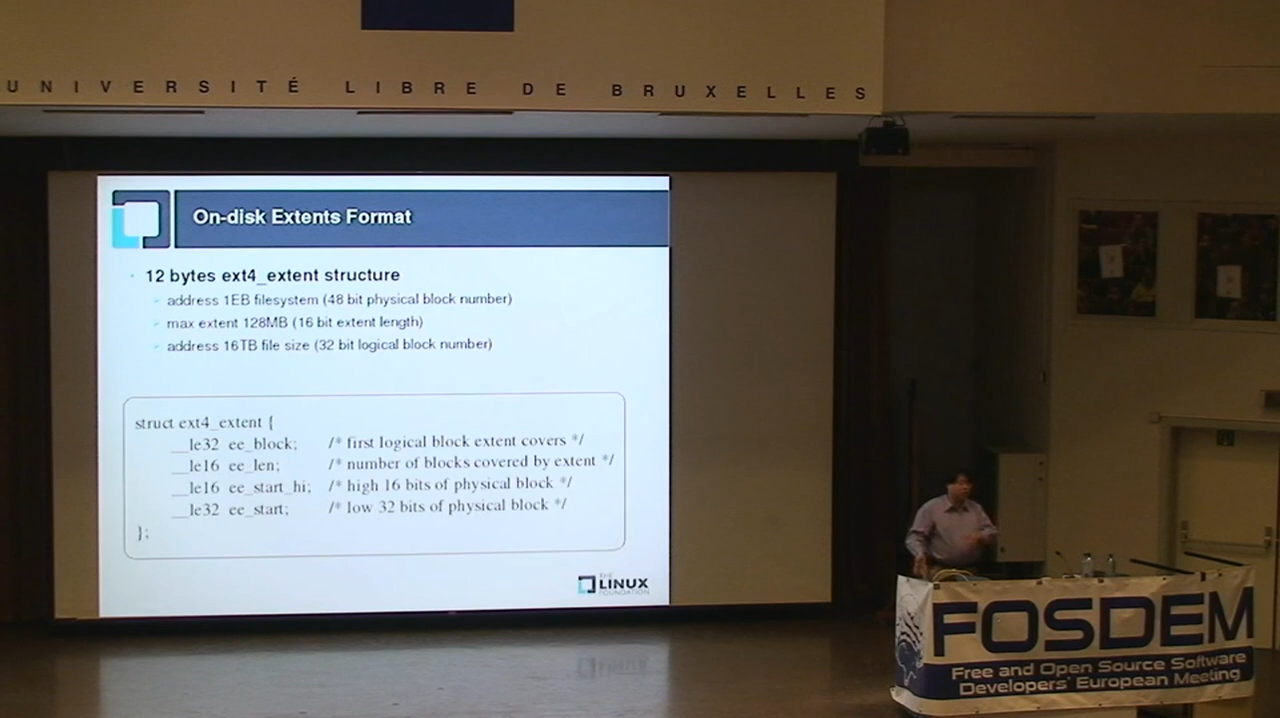 UNIVERSITÉ LIBRE DE BRUXELLES
On-disk Extents Format
12 bytes ext4_extent structure
address 1EB filesystem (48 bit physical block number)
max extent 128MB (16 bit extent length)
address 16TB file size (32 bit logical block number)
struct ext4_extent {
__le32 ee_block; /* first logical block extent covers */
__le16 ee_len; /* number of blocks covered by extent */
__le16 ee_start_hi; /* high 16 bits of physical block */
__le32 ee_start; /* low 32 bits of physical block */
};
THE
LINUX
FOUNDATION
FOSDEM
Free and Open Source Software
Developers' European Meeting